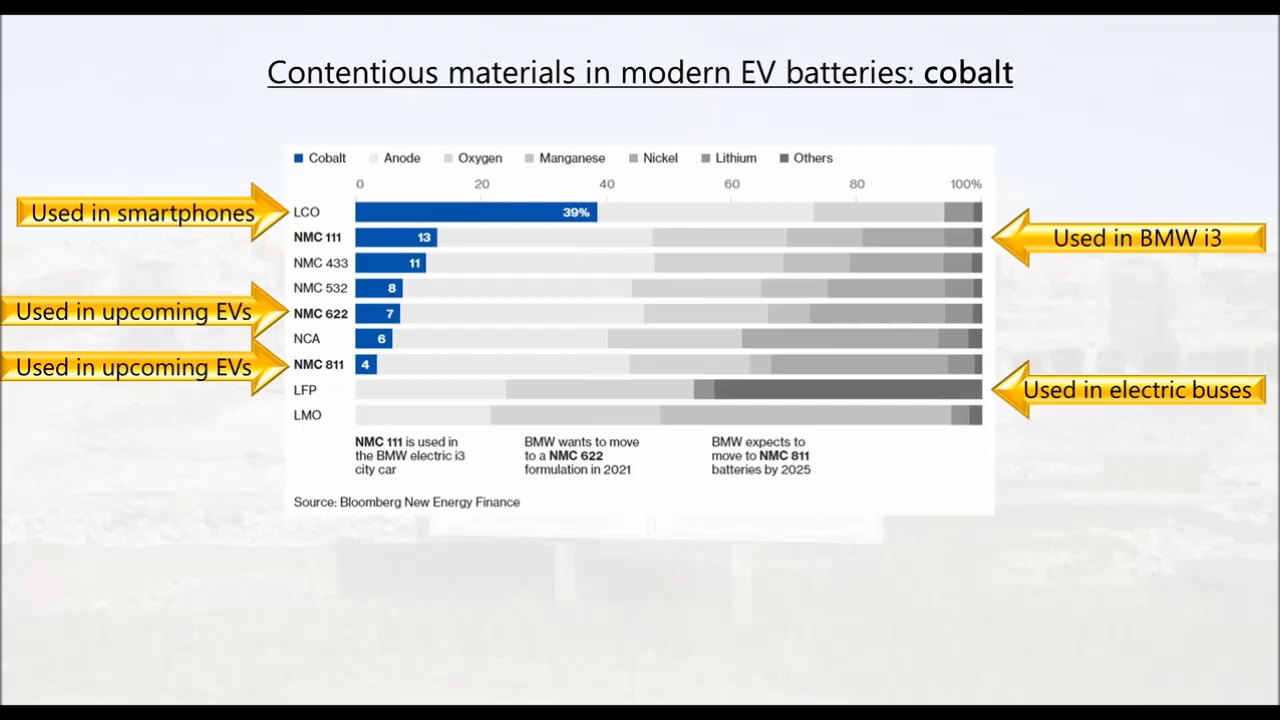 Contentious materials in modern EV batteries: cobalt
Cobalt Anode Oxygen Manganese Nickel Lithium Others
0 20 40 60 80 100%
Used in smartphones
LCO 39%
NMC 111 13
Used in BMW i3
NMC 433 11
NMC 532 8
Used in upcoming EVs
NMC 622 7
NCA 6
Used in upcoming EVs
NMC 811 4
LFP
Used in electric buses
LMO
NMC 111 is used in
the BMW electric i3
city car
BMW wants to move
to a NMC 622
formulation in 2021
BMW expects to
move to NMC 811
batteries by 2025
Source: Bloomberg New Energy Finance